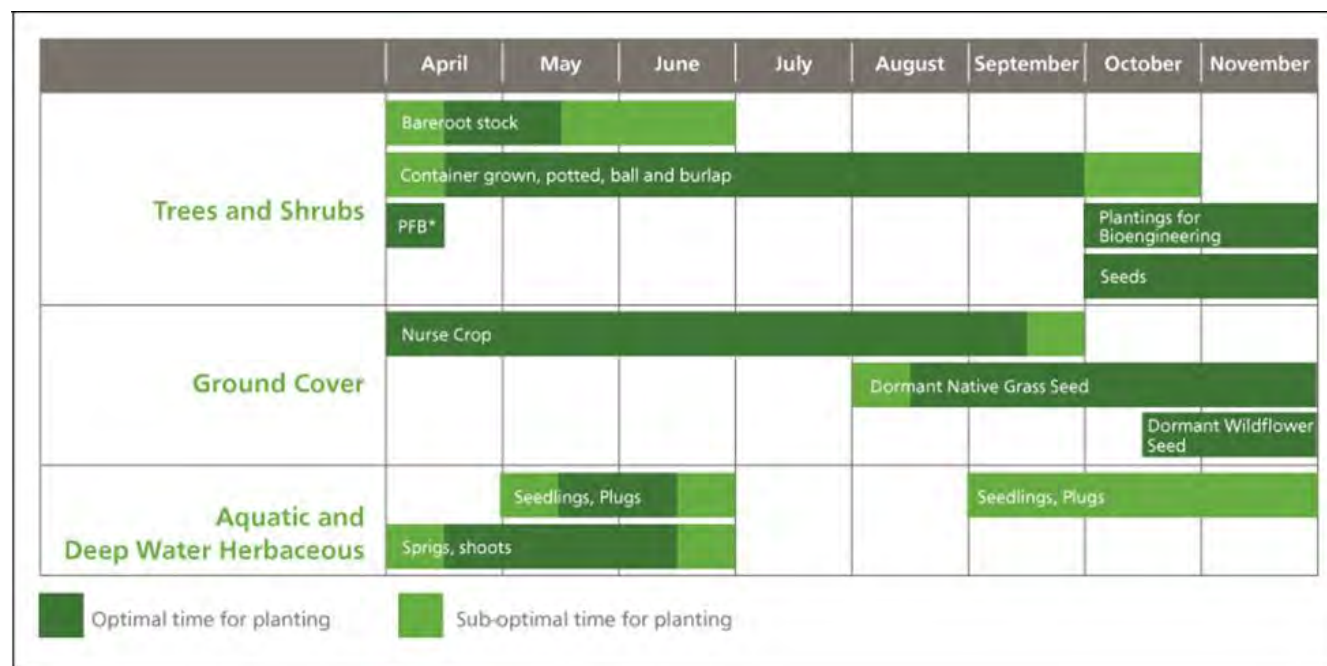 April May June July August September October November
Trees and Shrubs
Bareroot stock
Container grown, potted, ball and burlap
PFB*
Plantings for
Bioengineering
Seeds
Ground Cover
Nurse Crop
Dormant Native Grass Seed
Dormant Wildflower
Seed
Aquatic and
Deep Water Herbaceous
Seedlings, Plugs
Seedlings, Plugs
Sprigs, shoots
Optimal time for planting
Sub-optimal time for planting